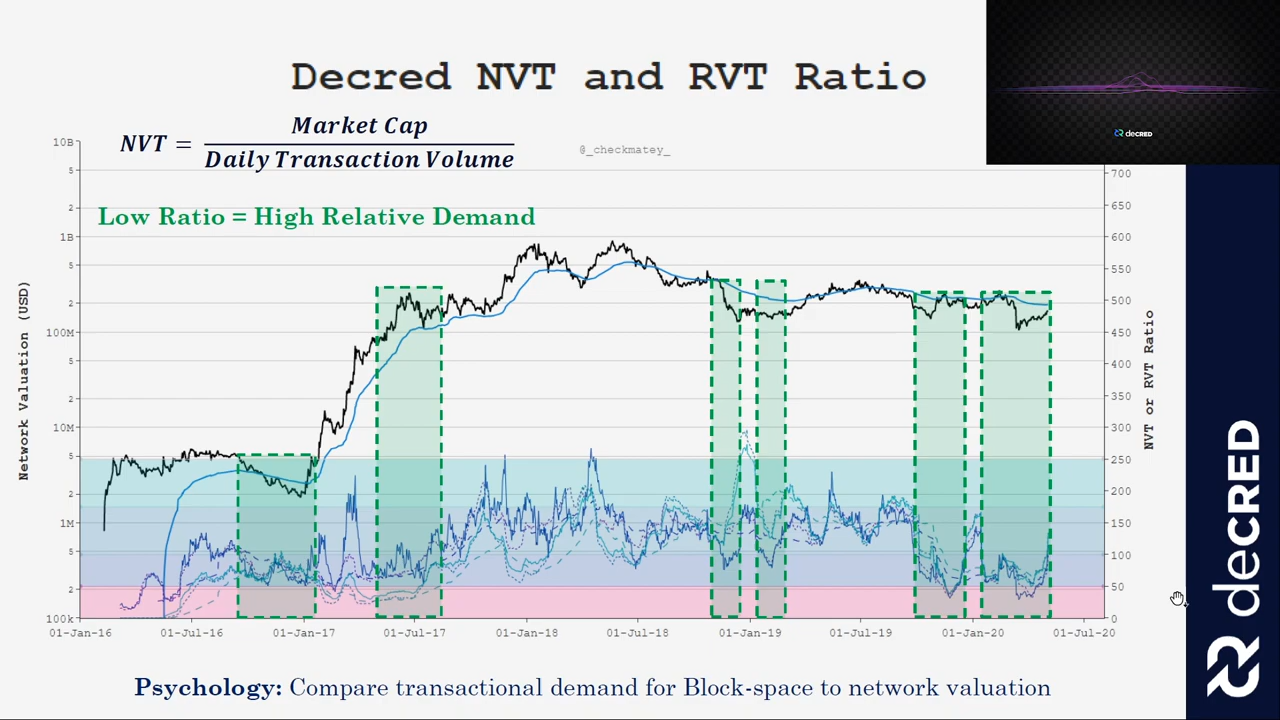 Decred NVT and RVT Ratio
NVT = Market Cap
Daily Transaction Volume
@_checkmatey_
decRED
Low Ratio = High Relative Demand
Network Valuation (USD)
10B
5
2
1B
5
2
100M
5
2
10M
5
2
1M
5
2
100k
700
650
600
550
500
450
400
350
300
250
200
150
100
50
0
NVT or RVT Ratio
01-Jan-16
01-Jul-16
01-Jan-17
01-Jul-17
01-Jan-18
01-Jul-18
01-Jan-19
01-Jul-19
01-Jan-20
01-Jul-20
Psychology: Compare transactional demand for Block-space to network valuation
decRED